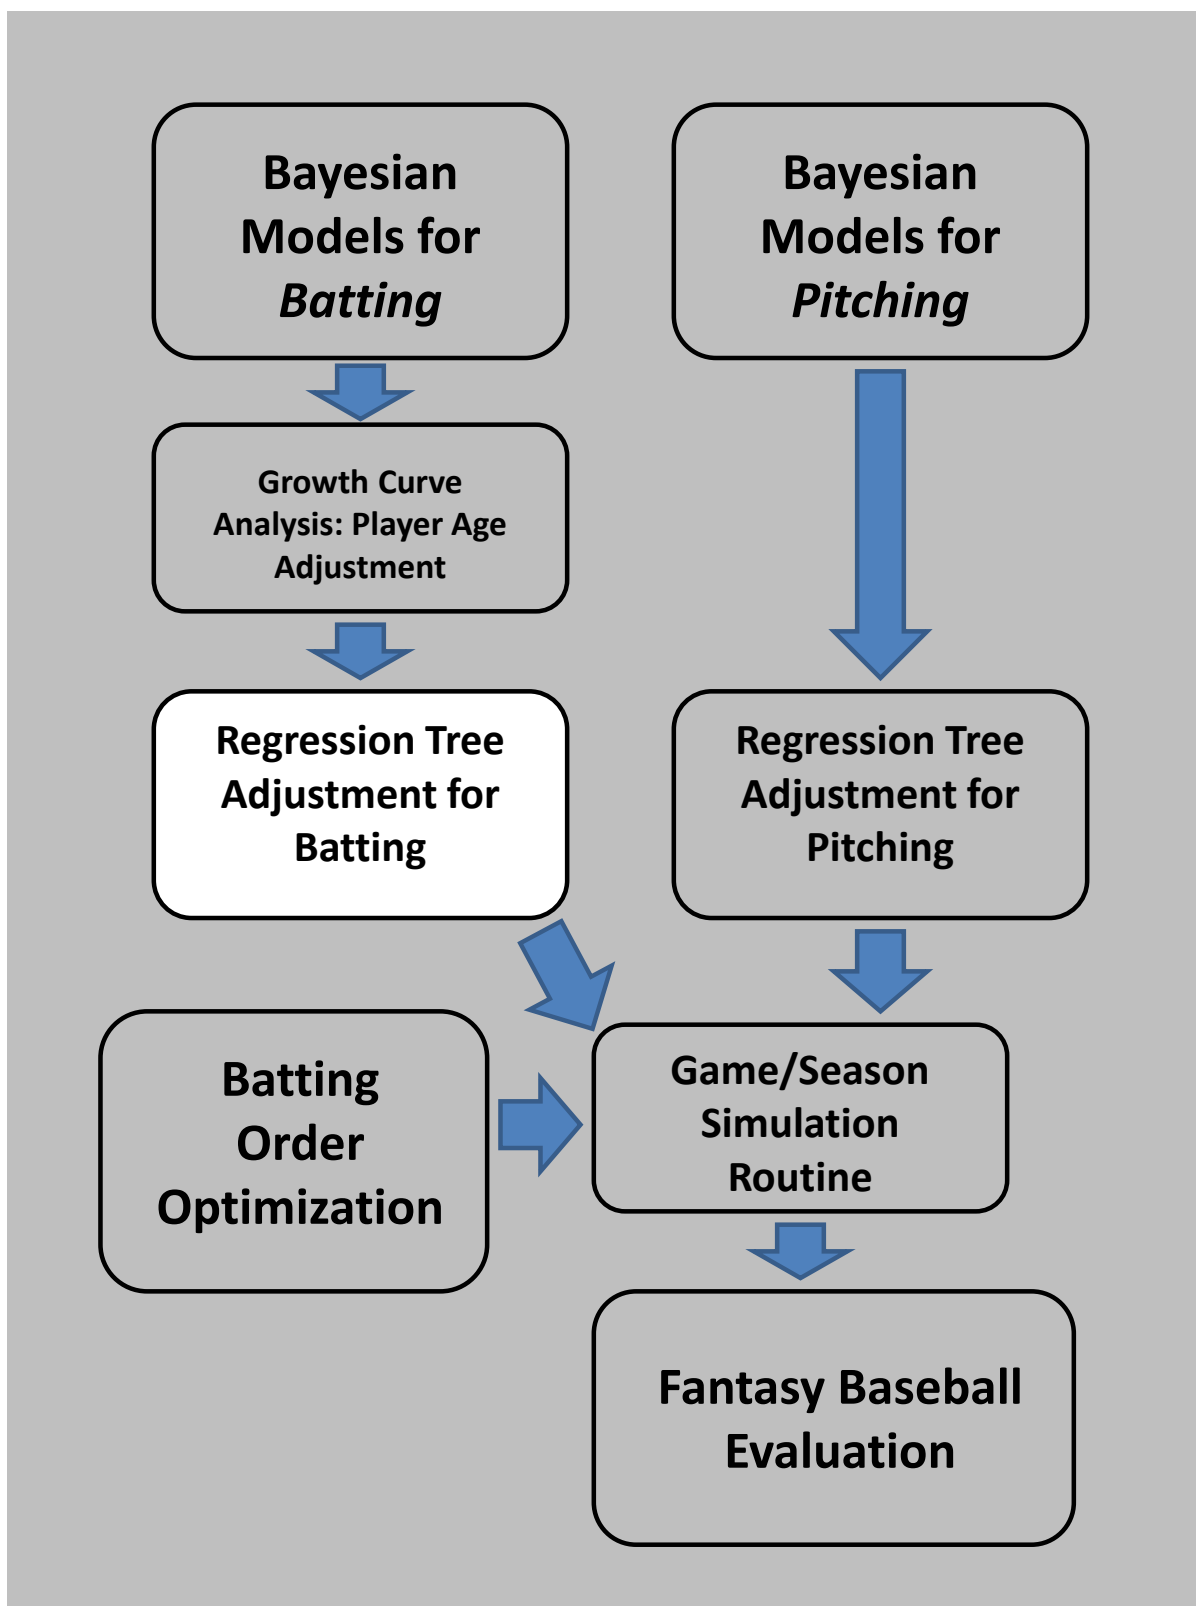 Bayesian
Models for
Batting
Bayesian
Models for
Pitching
Growth Curve
Analysis: Player Age
Adjustment
Regression Tree
Adjustment for
Batting
Regression Tree
Adjustment for
Pitching
Batting
Order
Optimization
Game/Season
Simulation
Routine
Fantasy Baseball
Evaluation